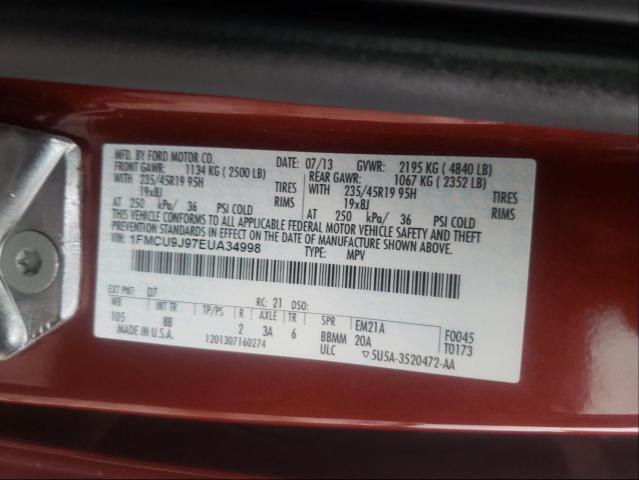 MFD. BY FORD MOTOR CO.
DATE: 07/13 GVWR: 2195 KG ( 4840 LB)
FRONT GAWR: 1134 KG ( 2500 LB) REAR GAWR: 1067 KG ( 2352 LB)
WITH 235/45R19 95H TIRES WITH 235/45R19 95H TIRES
19x8J RIMS 19x8J RIMS
AT 250 kPa/ 36 PSI COLD AT 250 kPa/ 36 PSI COLD
THIS VEHICLE CONFORMS TO ALL APPLICABLE FEDERAL MOTOR VEHICLE SAFETY AND THEFT
PREVENTION STANDARDS IN EFFECT ON THE DATE OF MANUFACTURE SHOWN ABOVE.
VIN: 1FMCU9J97EUA34998 TYPE: MPV
EXT PNT: D7 RC: 21 DSO:
WB INT TR TP/PS R AXLE TR SPR EM21A F0045
105 BB 2 3A 6 BBMM 20A T0173
MADE IN U.S.A. 1201307160274 ULC ▽5U5A-3520472-AA